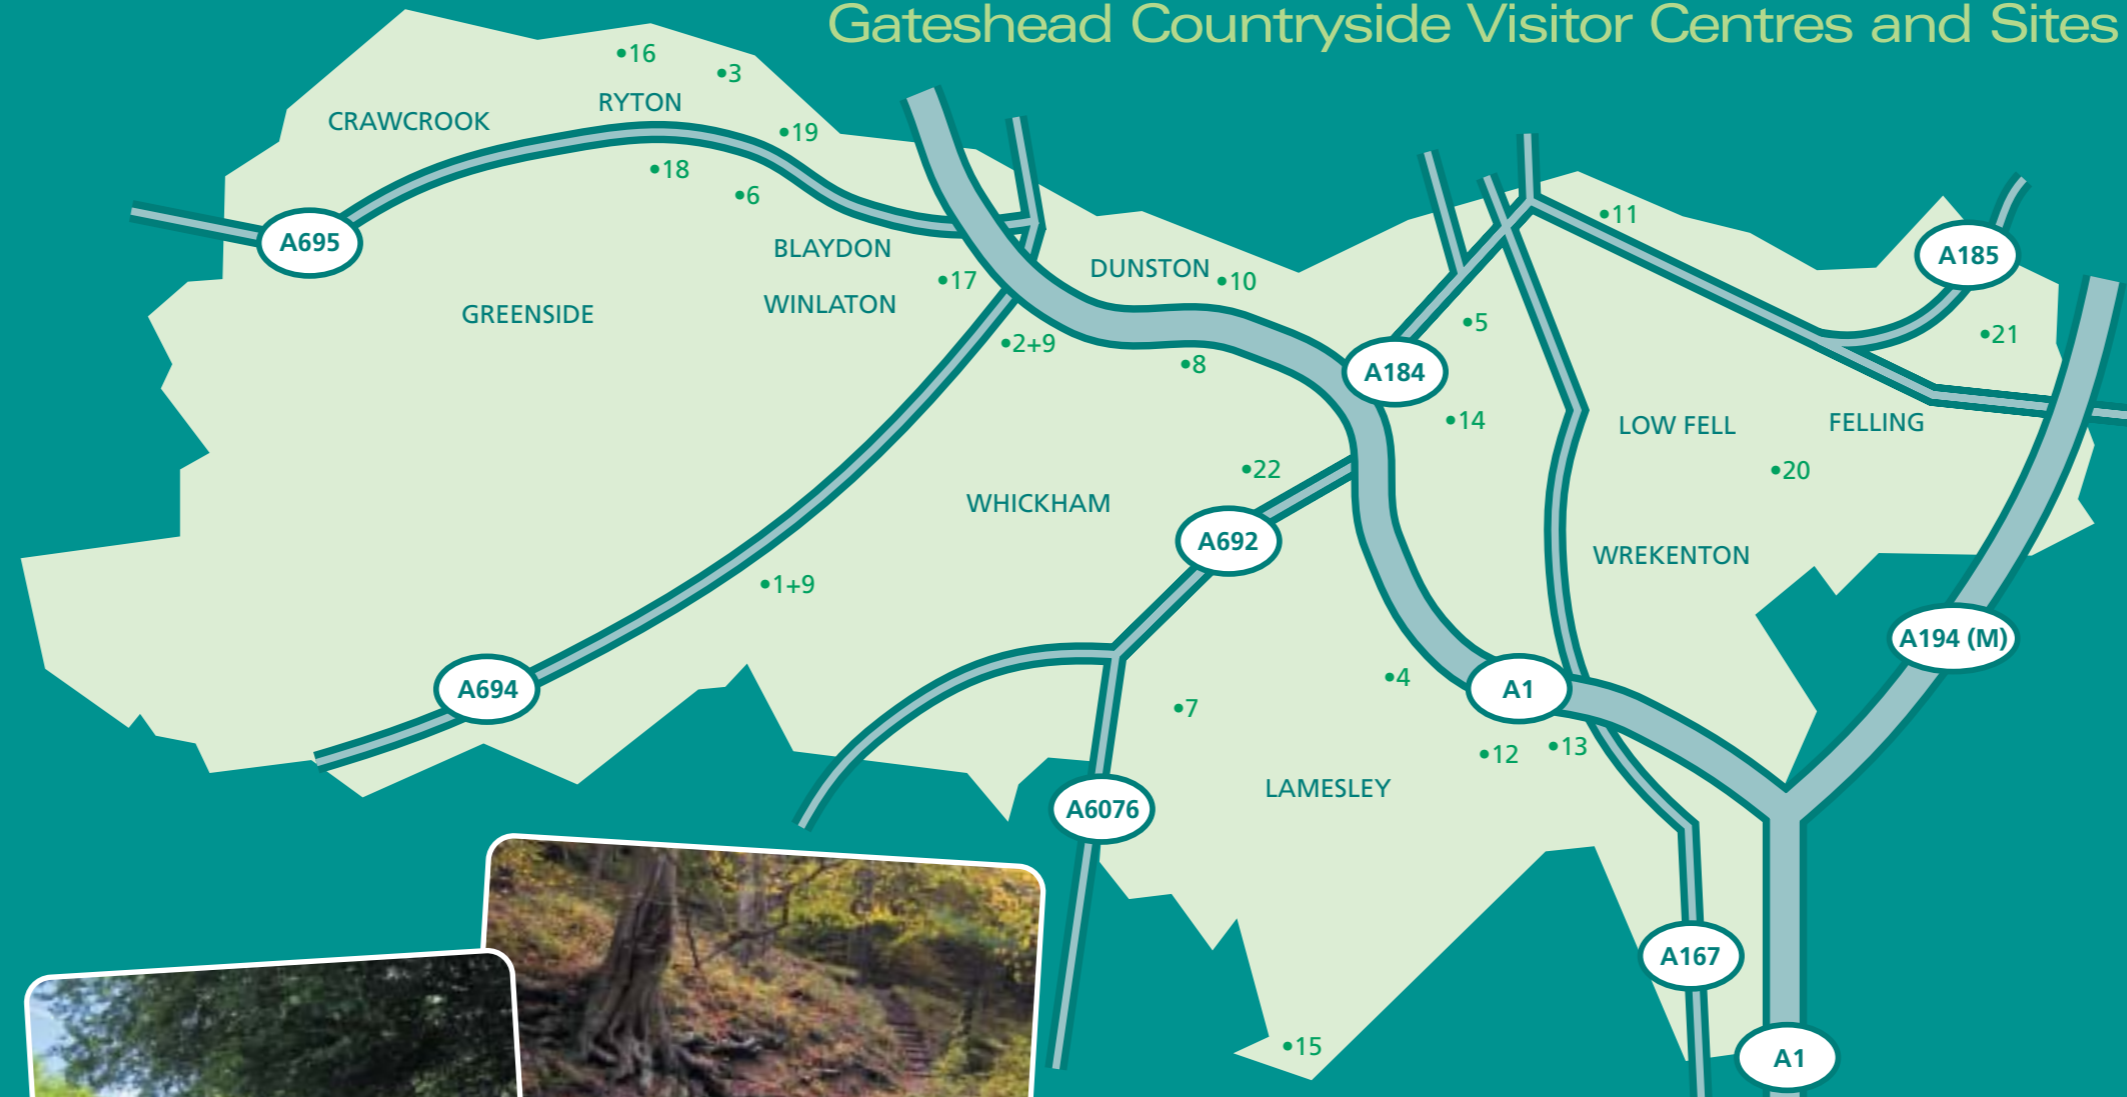 Gateshead Countryside Visitor Centres and Sites
•16
•3
RYTON
CRAWCROOK
•19
•18
•6
•11
A695
BLAYDON
A185
DUNSTON
•10
•17
WINLATON
GREENSIDE
•5
•21
•2+9
•8
A184
•14
LOW FELL
FELLING
•22
•20
WHICKHAM
A692
WREKENTON
•1+9
A194 (M)
•4
A694
A1
•7
•12
•13
LAMESLEY
A6076
A167
•15
A1